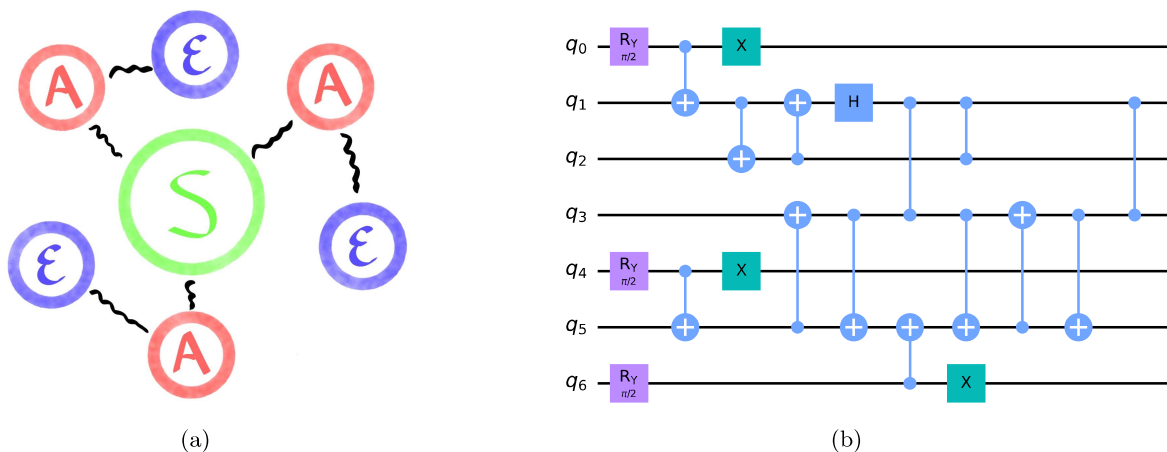 A
ℰ
A
S
ℰ
ℰ
A
(a)
q0 RY π/2 X
q1 H
q2
q3
q4 RY π/2 X
q5
q6 RY π/2 X
(b)